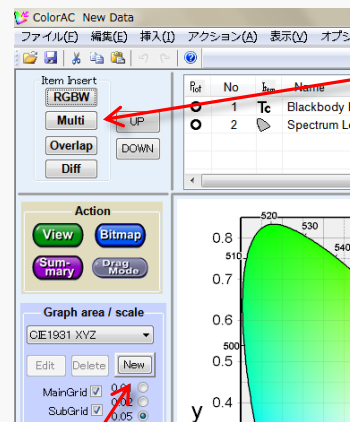 ColorAC New Data
ファイル(F) 編集(E) 挿入(I) アクション(A) 表示(V) オプシ
Item Insert
RGBW
Multi
Overlap
Diff
UP
DOWN
Plot No Item Name
1 Tc Blackbody
2 Spectrum Lo
Action
View Bitmap
Sum-mary Drag Mode
Graph area / scale
CIE1931 XYZ
Edit Delete New
MainGrid
SubGrid 0.05
520
530
540
510
500
0.8
0.7
0.6
0.5
0.4
y